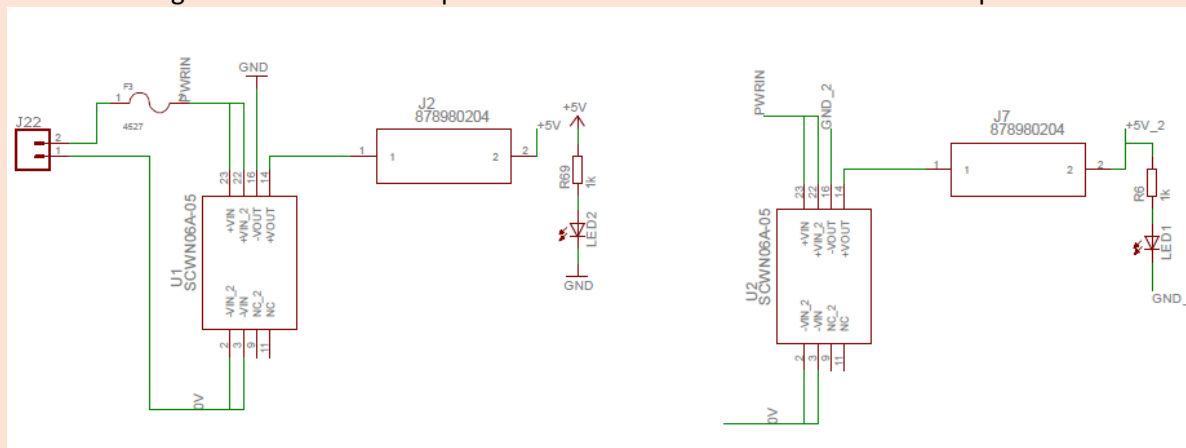 J22
2
1
F3
1
2
4527
PWRIN
GND
J2
878980204
1
1
2
2
+5V
+5V
R69
1k
LED2
GND
23
22
16
14
+VIN
+VIN_2
-VOUT
+VOUT
U1
SCWN06A-05
-VIN_2
-VIN
NC_2
NC
2
3
9
11
0V
PWRIN
GND_2
J7
878980204
1
1
2
2
+5V_2
R6
1k
LED1
GND_
23
22
16
14
+VIN
+VIN_2
-VOUT
+VOUT
U2
SCWN06A-05
-VIN_2
-VIN
NC_2
NC
2
3
9
11
0V